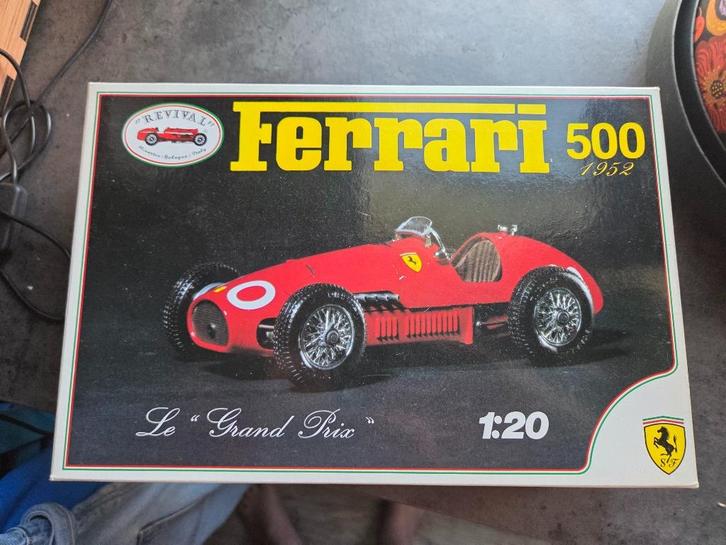 "REVIVAL"
Ferrari 500
1952
Le "Grand Prix"
1:20
S F